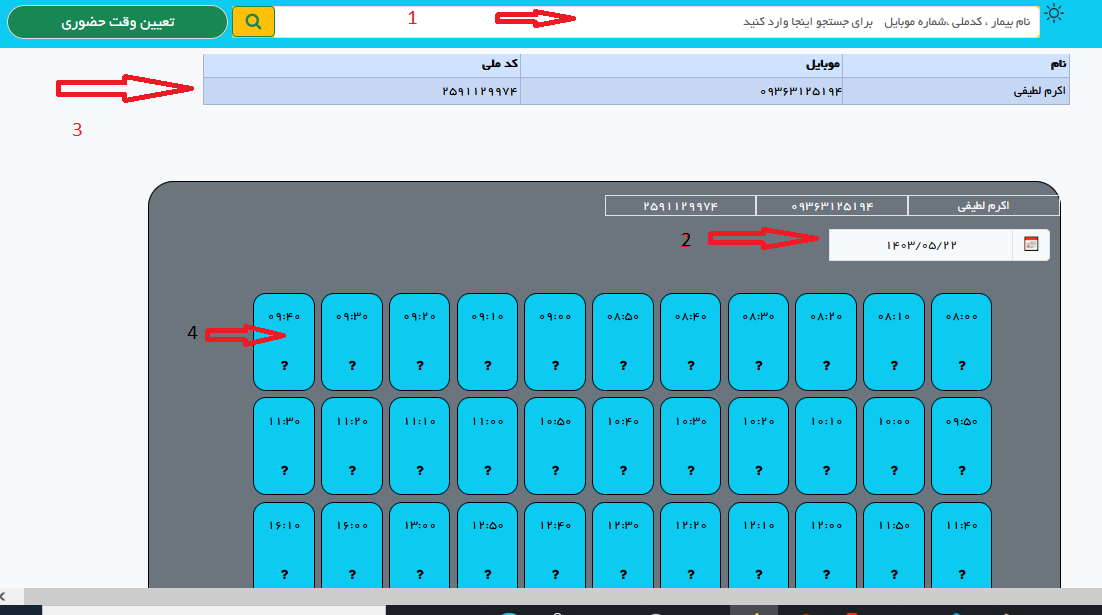 نام بیمار ، کدملی ،شماره موبایل برای جستجو اینجا وارد کنید 1 تعیین وقت حضوری
نام موبایل کد ملی
اکرم لطیفی ۰۹۳۶۳۱۲۵۱۹۴ ۲۵۹۱۱۲۹۹۷۴
3
اکرم لطیفی ۰۹۳۶۳۱۲۵۱۹۴ ۲۵۹۱۱۲۹۹۷۴
۱۴۰۳/۰۵/۲۲ 2
۰۸:۰۰ ۰۸:۱۰ ۰۸:۲۰ ۰۸:۳۰ ۰۸:۴۰ ۰۸:۵۰ ۰۹:۰۰ ۰۹:۱۰ ۰۹:۲۰ ۰۹:۳۰ ۰۹:۴۰
4
? ? ? ? ? ? ? ? ? ? ?
۰۹:۵۰ ۱۰:۰۰ ۱۰:۱۰ ۱۰:۲۰ ۱۰:۳۰ ۱۰:۴۰ ۱۰:۵۰ ۱۱:۰۰ ۱۱:۱۰ ۱۱:۲۰ ۱۱:۳۰
? ? ? ? ? ? ? ? ? ? ?
۱۱:۴۰ ۱۱:۵۰ ۱۲:۰۰ ۱۲:۱۰ ۱۲:۲۰ ۱۲:۳۰ ۱۲:۴۰ ۱۲:۵۰ ۱۳:۰۰ ۱۶:۰۰ ۱۶:۱۰
? ? ? ? ? ? ? ? ? ? ?